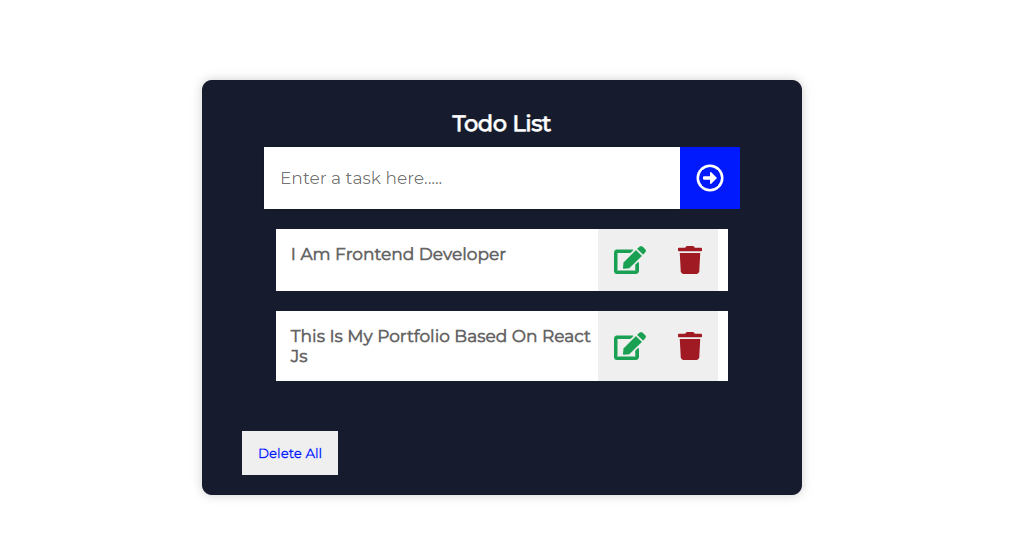 Todo List
Enter a task here.....
I Am Frontend Developer
This Is My Portfolio Based On React
Js
Delete All